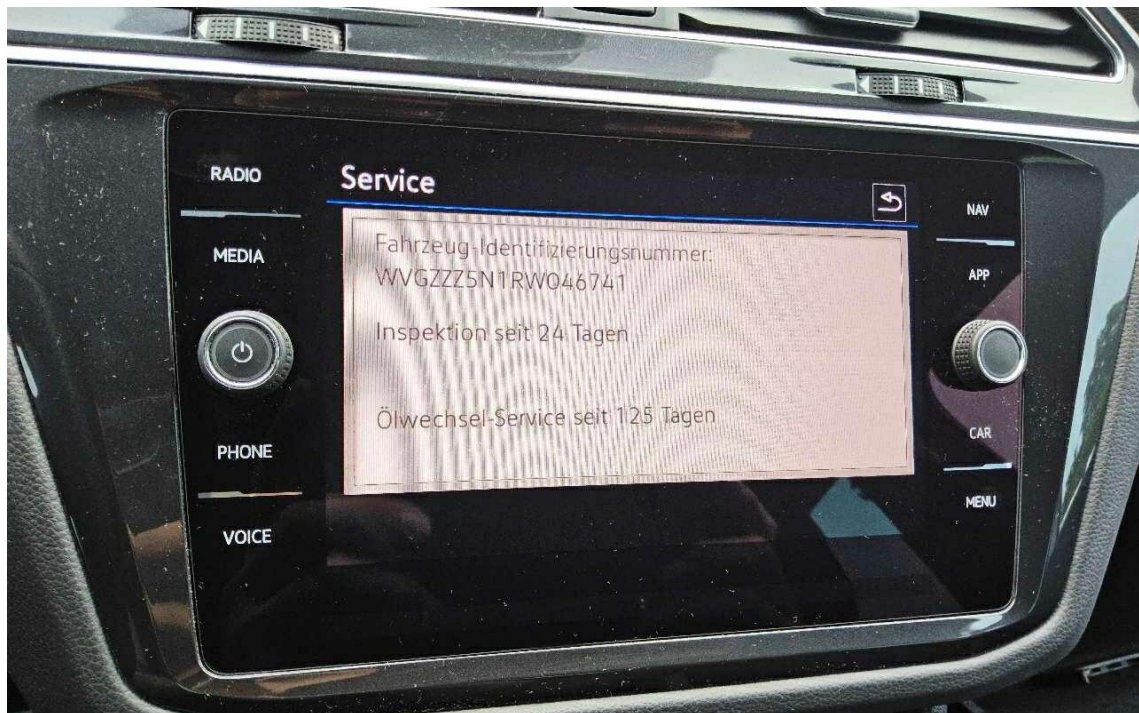 RADIO
MEDIA
PHONE
VOICE
Service
Fahrzeug-Identifizierungsnummer:
WVGZZZ5N1RW046741
Inspektion seit 24 Tagen
Ölwechsel-Service seit 125 Tagen
NAV
APP
CAR
MENU